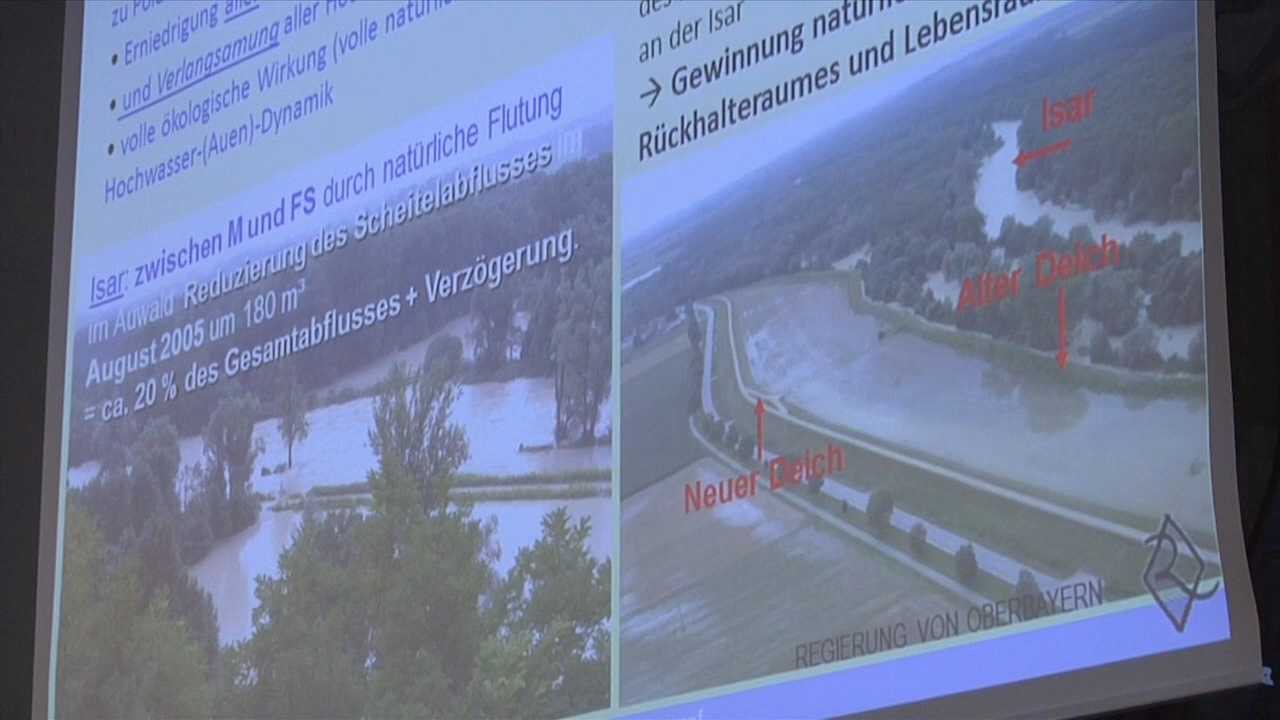 zu
• Erniedrigung aller
• und Verlangsamung aller
• volle ökologische Wirkung (volle
Hochwasser-(Auen)-Dynamik
Isar: zwischen M und FS durch natürliche Flutung im
Auwald Reduzierung des Scheitelabflusses
August 2005 um 180 m³
= ca. 20 % des Gesamtabflusses + Verzögerung.
an der Isar
→ Gewinnung
Rückhalteraumes und
Isar
Alter Deich
Neuer Deich
REGIERUNG VON OBERBAYERN